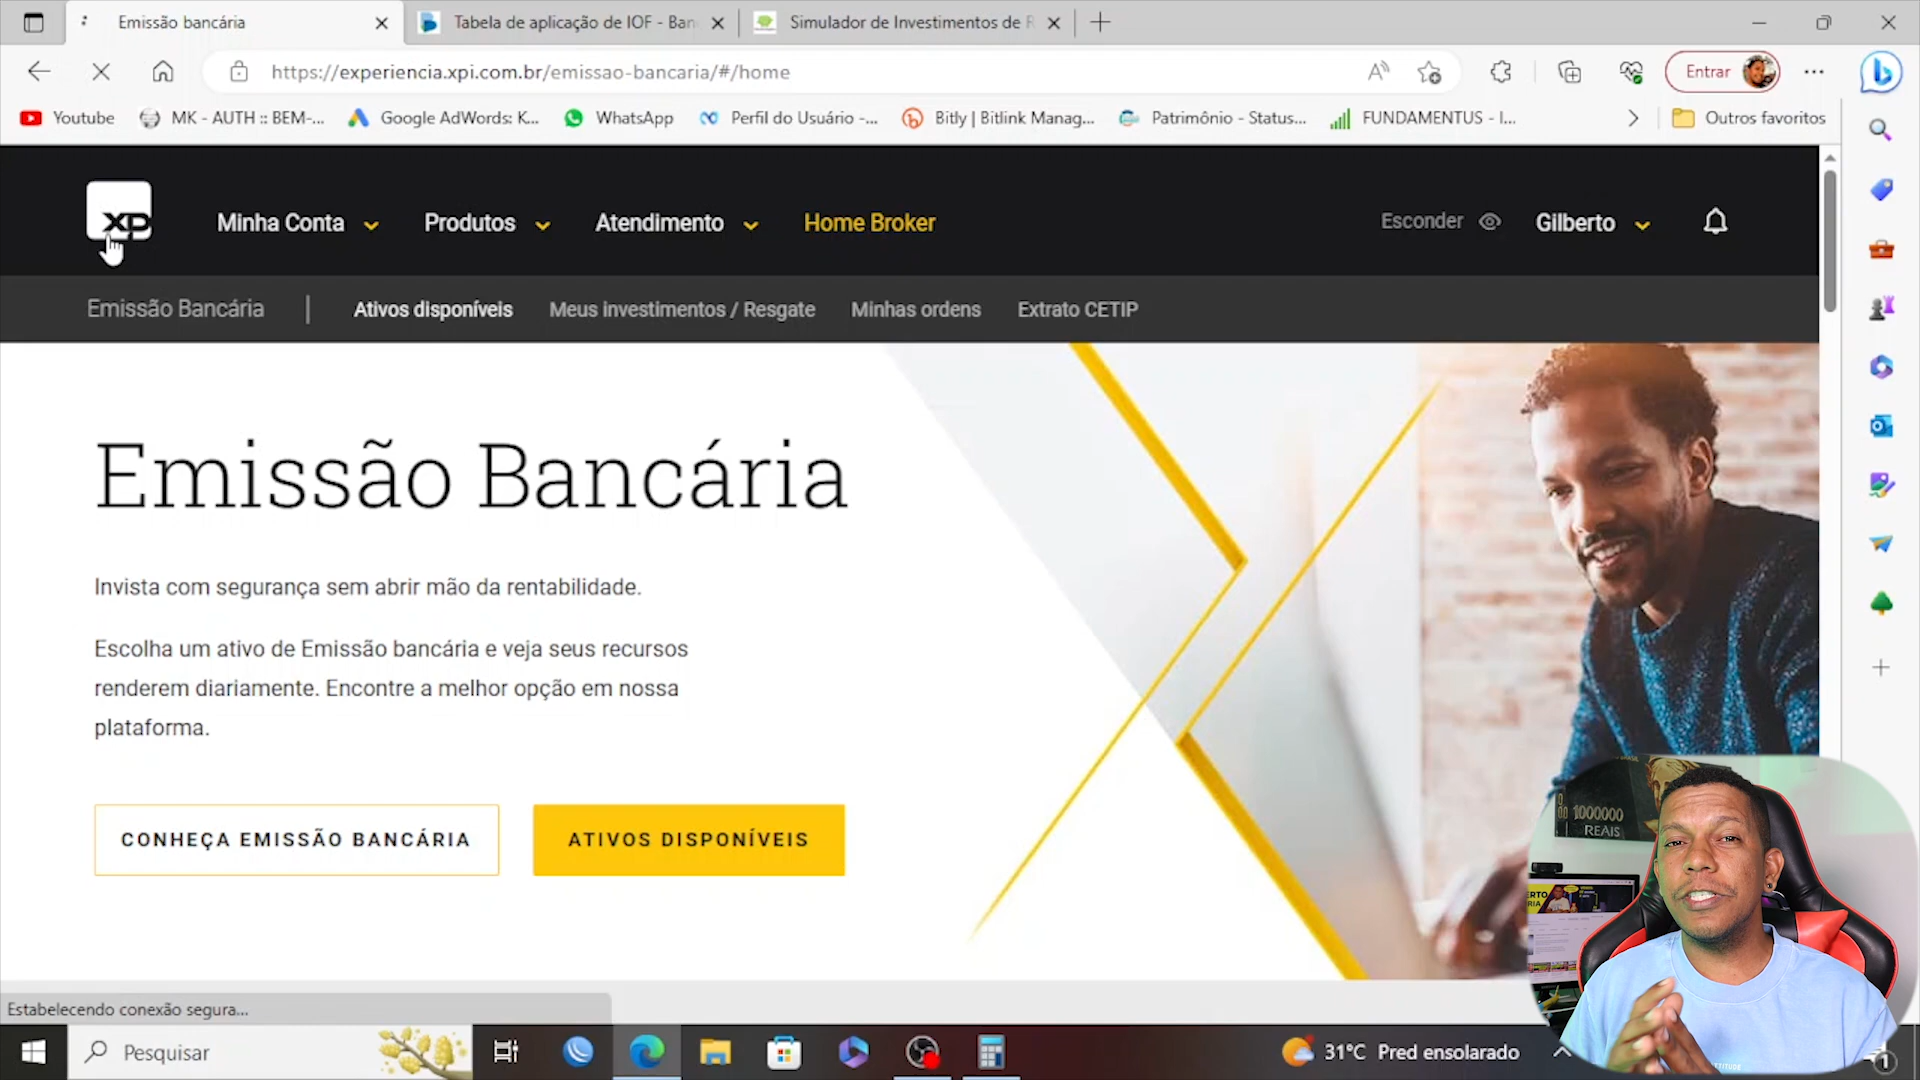 Emissão bancária
Tabela de aplicação de IOF - Ban
Simulador de Investimentos de R
https://experiencia.xpi.com.br/emissao-bancaria/#/home
Entrar
Youtube
MK - AUTH :: BEM-...
Google AdWords: K...
WhatsApp
Perfil do Usuário -...
Bitly | Bitlink Manag...
Patrimônio - Status...
FUNDAMENTUS - I...
Outros favoritos
XP
Minha Conta
Produtos
Atendimento
Home Broker
Esconder
Gilberto
Emissão Bancária
Ativos disponíveis
Meus investimentos / Resgate
Minhas ordens
Extrato CETIP
Emissão Bancária
Invista com segurança sem abrir mão da rentabilidade.
Escolha um ativo de Emissão bancária e veja seus recursos
renderem diariamente. Encontre a melhor opção em nossa
plataforma.
CONHEÇA EMISSÃO BANCÁRIA
ATIVOS DISPONÍVEIS
1000000
REAIS
Estabelecendo conexão segura...
Pesquisar
31°C Pred ensolarado
1